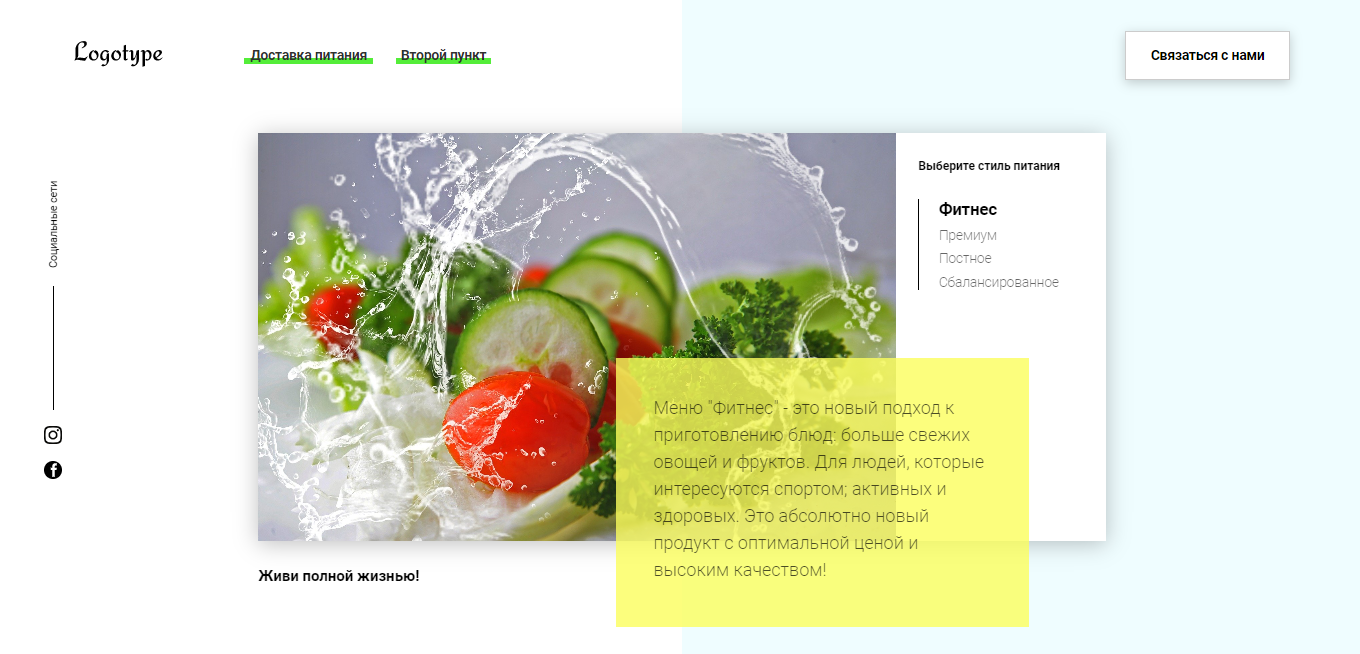 Logotype
Доставка питания
Второй пункт
Связаться с нами
Социальные сети
Выберите стиль питания
Фитнес
Премиум
Постное
Сбалансированное
Меню "Фитнес" - это новый подход к
приготовлению блюд: больше свежих
овощей и фруктов. Для людей, которые
интересуются спортом; активных и
здоровых. Это абсолютно новый
продукт с оптимальной ценой и
высоким качеством!
Живи полной жизнью!